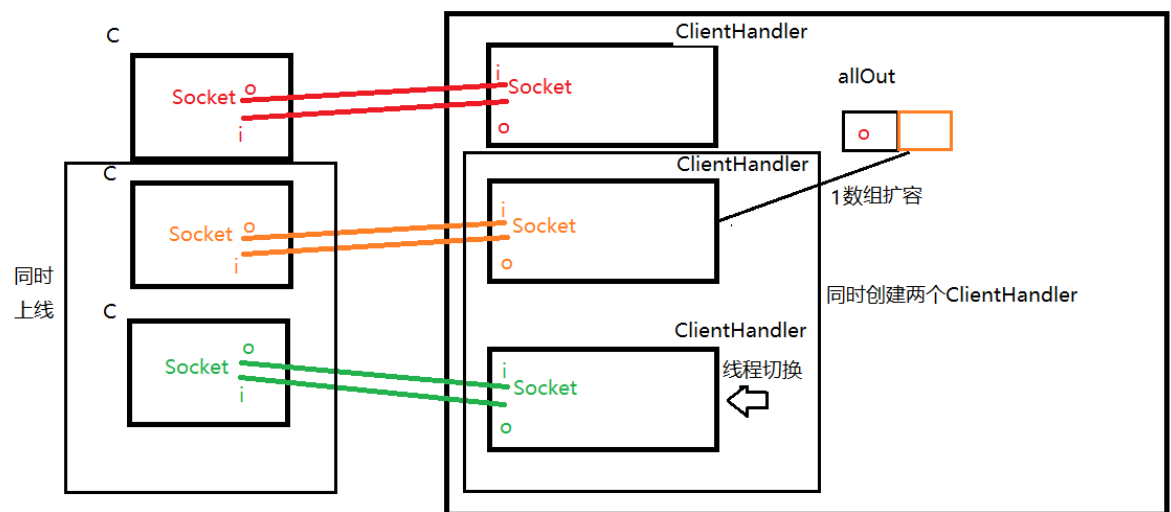 C
ClientHandler
Socket
o
i
i
Socket
o
allOut
o
C
ClientHandler
1数组扩容
Socket
o
i
i
Socket
o
同时
上线
同时创建两个ClientHandler
C
ClientHandler
线程切换
Socket
o
i
i
Socket
o